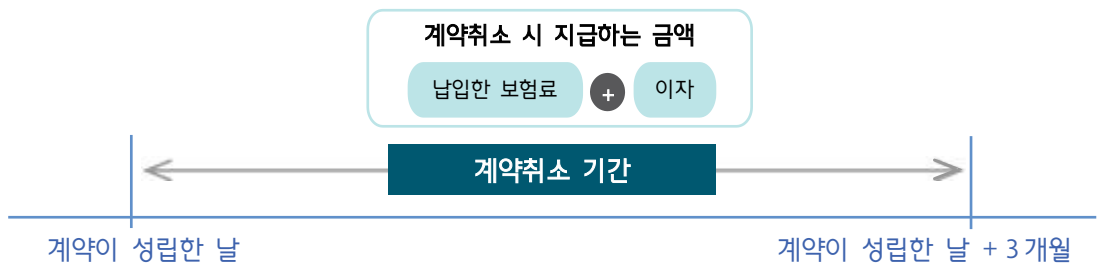 계약취소 시 지급하는 금액
납입한 보험료 + 이자
계약취소 기간
계약이 성립한 날
계약이 성립한 날 + 3개월